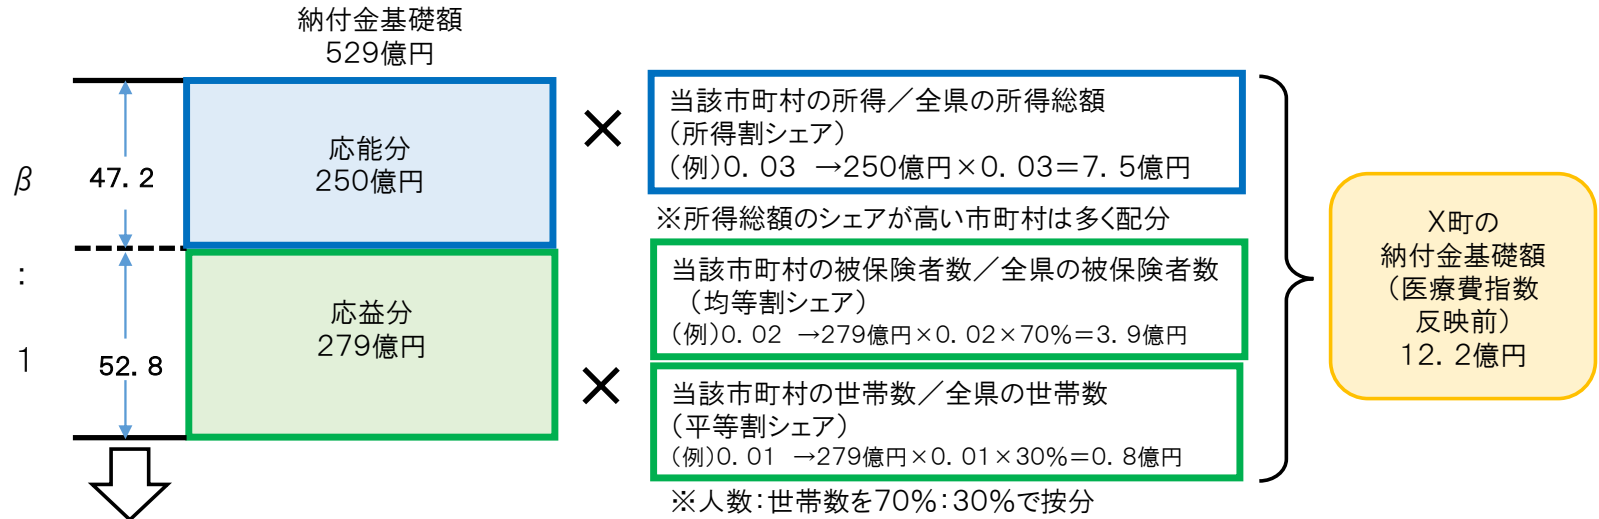 納付金基礎額
529億円
β
:
1
47.2
52.8
応能分
250億円
応益分
279億円
×
×
当該市町村の所得／全県の所得総額
（所得割シェア）
（例）0.03 →250億円×0.03＝7.5億円
※所得総額のシェアが高い市町村は多く配分
当該市町村の被保険者数／全県の被保険者数
（均等割シェア）
（例）0.02 →279億円×0.02×70%＝3.9億円
当該市町村の世帯数／全県の世帯数
（平等割シェア）
（例）0.01 →279億円×0.01×30%＝0.8億円
※人数：世帯数を70%：30%で按分
X町の
納付金基礎額
（医療費指数
反映前）
12.2億円